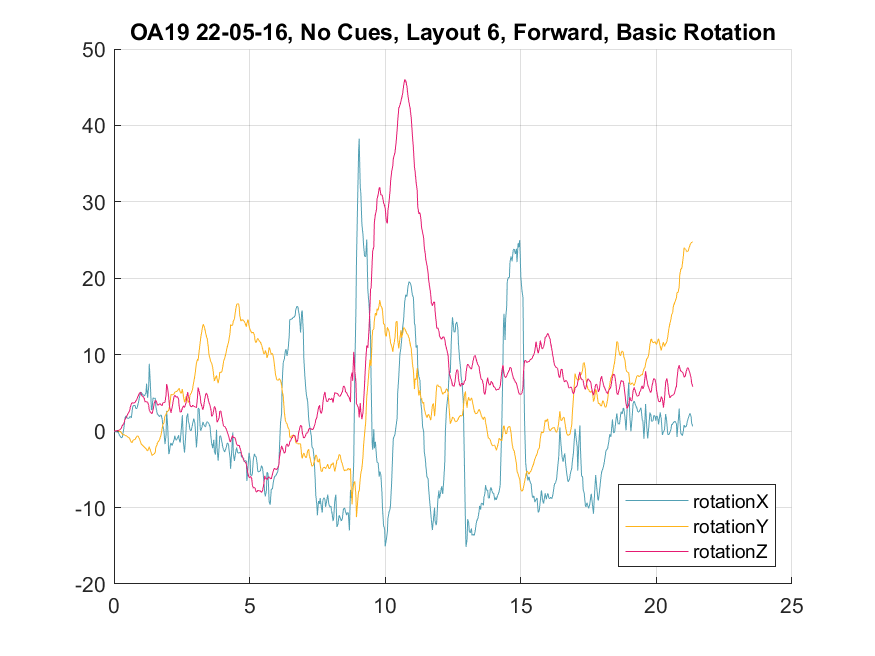 OA19 22-05-16, No Cues, Layout 6, Forward, Basic Rotation
50
40
30
20
10
0
-10
-20
0 5 10 15 20 25
rotationX
rotationY
rotationZ